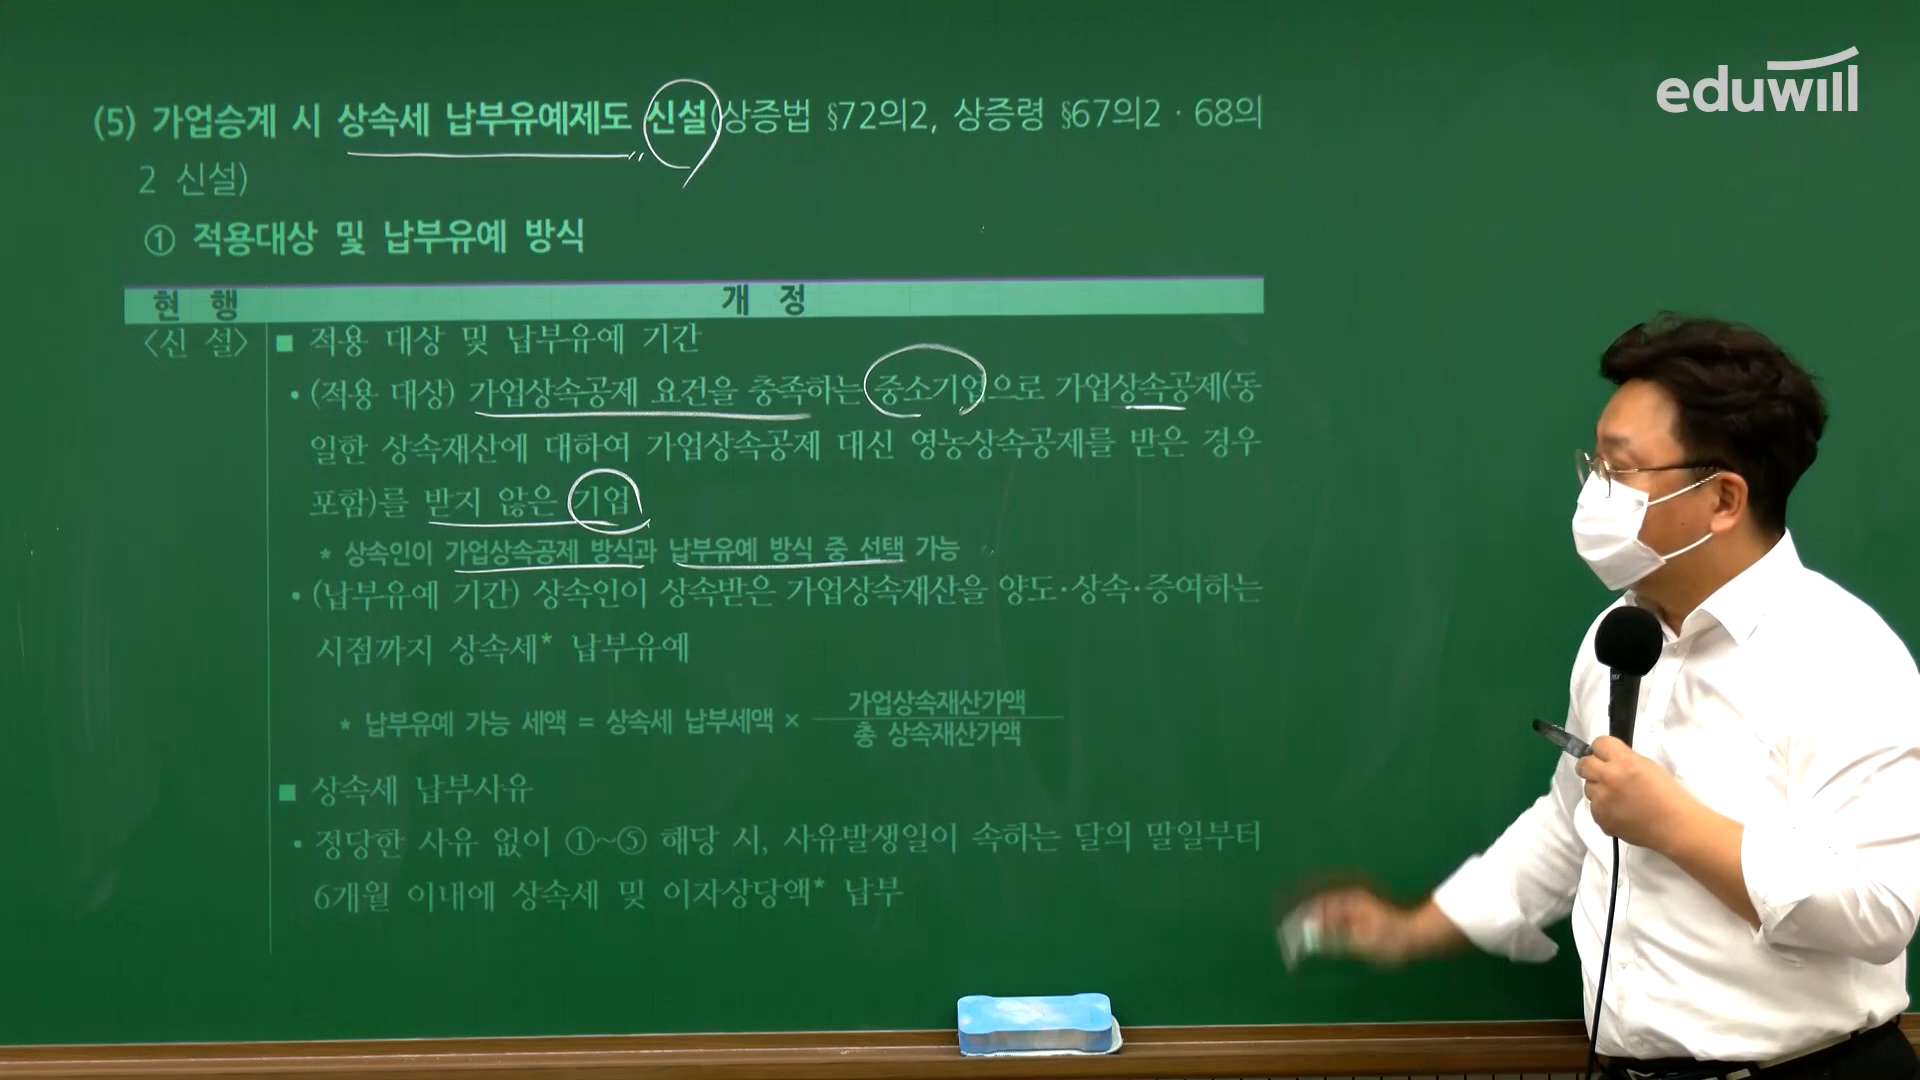 eduwill
(5) 가업승계 시 상속세 납부유예제도 신설(상증법 §72의2, 상증령 §67의2 · 68의
2 신설)
① 적용대상 및 납부유예 방식
현 행 개 정
〈신 설〉 ■ 적용 대상 및 납부유예 기간
• (적용 대상) 가업상속공제 요건을 충족하는 중소기업으로 가업상속공제(동
일한 상속재산에 대하여 가업상속공제 대신 영농상속공제를 받은 경우
포함)를 받지 않은 기업
* 상속인이 가업상속공제 방식과 납부유예 방식 중 선택 가능
• (납부유예 기간) 상속인이 상속받은 가업상속재산을 양도·상속·증여하는
시점까지 상속세* 납부유예
* 납부유예 가능 세액 = 상속세 납부세액 × 가업상속재산가액
총 상속재산가액
■ 상속세 납부사유
• 정당한 사유 없이 ①~⑤ 해당 시, 사유발생일이 속하는 달의 말일부터
6개월 이내에 상속세 및 이자상당액* 납부